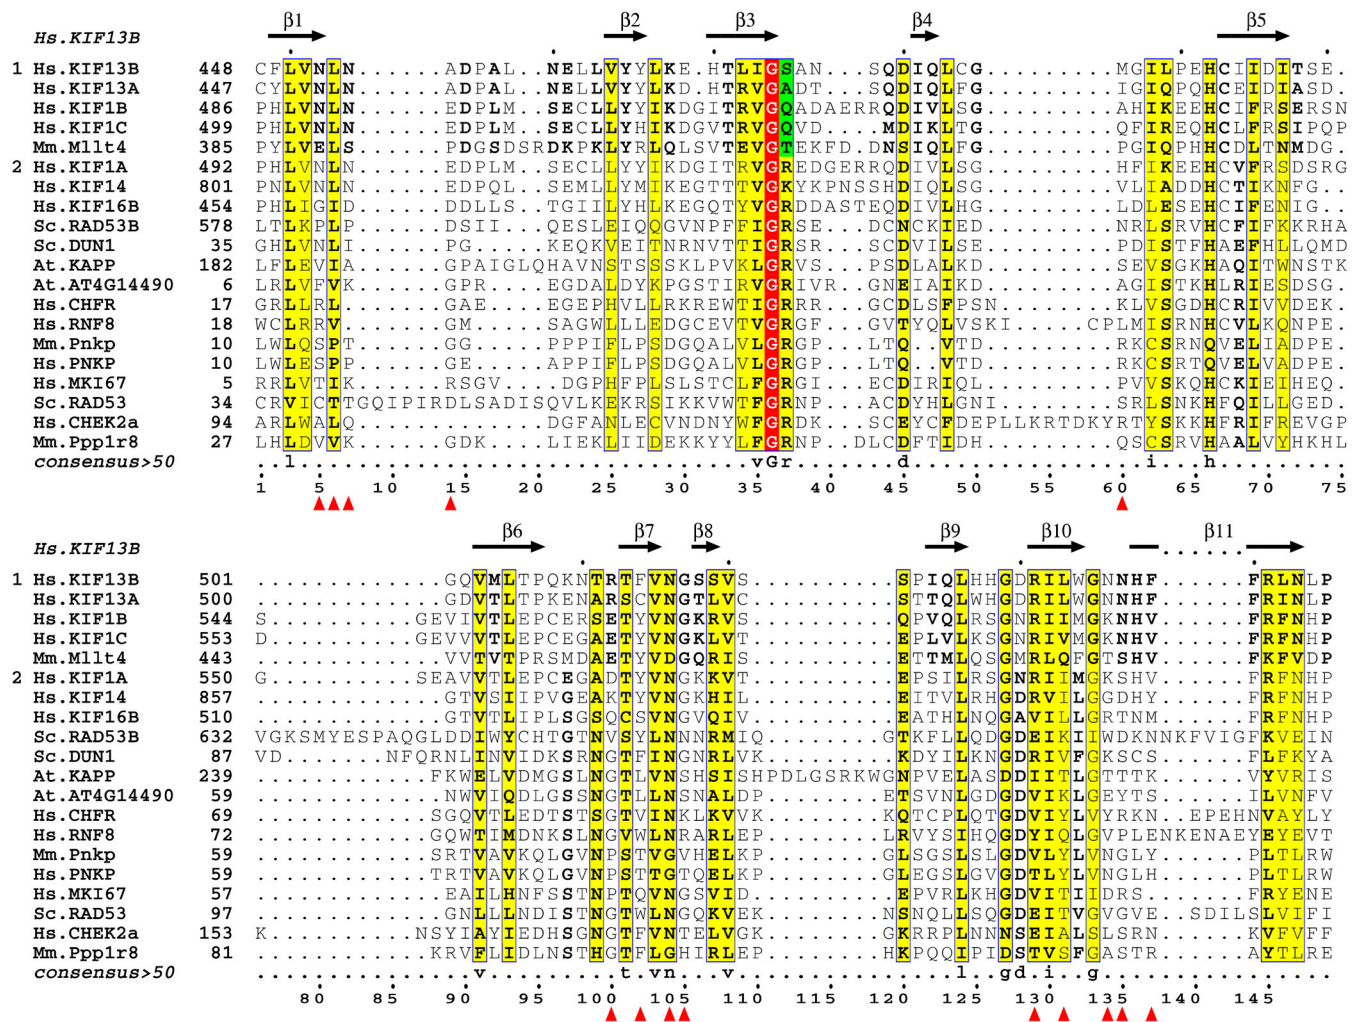 β1 β2 β3 β4 β5
Hs.KIF13B
1 Hs.KIF13B 448 CFLVNLN......ADPAL..NELLVYYLKE.HTLIGSAN...SQDIQLCG.........MGILPEHCIIDITSE.
Hs.KIF13A 447 CYLVNLN......ADPAL..NELLVYYLKD.HTRVGADT...SQDIQLFG.........IGIQPQHCEIDIASD.
Hs.KIF1B 486 PHLVNLN......EDPLM..SECLLYYIKDGITRVGQADAERRQDIVLSG.........AHIKEEHCIFRSERSN
Hs.KIF1C 499 PHLVNLN......EDPLM..SECLLYHIKDGVTRVGQVD....MDIKLTG.........QFIREQHCLFRSIPQP
Mm.Mllt4 385 PYLVELS......PDGSDSRDKPKLYRLQLSVTEVGTEKFD.DNSIQLFG.........PGIQPHHCDLTNMDG.
2 Hs.KIF1A 492 PHLVNLN......EDPLM..SECLLYYIKDGITRVGREDGERRQDIVLSG.........HFIKEEHCVFRSDSRG
Hs.KIF14 801 PNLVNLN......EDPQL..SEMLLYMIKEGTTTVGKYKPNSSHDIQLSG.........VLIADDHCTIKNFG..
Hs.KIF16B 454 PHLIGID......DDLLS..TGIILYHLKEGQTYVGRDDASTEQDIVLHG.........LDIESEHCIFENIG..
Sc.RAD53B 578 LTLKPLP......DSII...QESLEIQQGVNPFFIGRSE...DCNCKIED.........NRLSRVHCFIFKKRHA
Sc.DUN1 35 GHLVNLI......PG.....KEQKVEITNRNVTTIGRSR...SCDVILSE.........PDISTFHAEFHLLQMD
At.KAPP 182 LFLEVIA......GPAIGLQHAVNSTSSSKLPVKLGRVS...PSDLALKD.........SEVSGKHAQITWNSTK
At.AT4G14490 6 LRLVFVK......GPR....EGDALDYKPGSTIRVGRIV...RGNEIAIKD.........AGISTKHLRIESDSG.
Hs.CHFR 17 GRLLRL.......GAE....EGEPHVLLRKREWTIGRRR...GCDLSFPSN........KLVSGDHCRIVVDEK.
Hs.RNF8 18 WCLRRV.......GM.....SAGWLLLEDGCEVTVGRGF...GVTYQLVSKI.....CPLMISRNHCVLKQNPE.
Mm.Pnkp 10 LWLQSPT......GG.....PPPIFLPSDGQALVLGRGP...LTQ..VTD.........RKCSRNQVELIADPE.
Hs.PNKP 10 LWLESPP......GE.....APPIFLPSDGQALVLGRGP...LTQ..VTD.........RKCSRTQVELVADPE.
Hs.MKI67 5 RRLVTIK......RSGV....DGPHFPLSLSTCLFGRGI...ECDIRIQL.........PVVSKQHCKIEIHEQ.
Sc.RAD53 34 CRVICTTGQIPIRDLSADISQVLKEKRSIKKVWTFGRNP...ACDYHLGNI........SRLSNKHFQILLGED.
Hs.CHEK2a 94 ARLWALQ.............DGFANLECVNDNYWFGRDK...SCEYCFDEPLLKRTDKYRTYSKKHFRIFREVGP
Mm.Ppp1r8 27 LHLDVVK......GDK....LIEKLIIDEKKYYLFGRNP..DLCDFTIDH.........QSCSRVHAALVYHKHL
consensus>50 ..l...............................vGr.......d................i...h.........
1 5 10 15 20 25 30 35 40 45 50 55 60 65 70 75
β6 β7 β8 β9 β10 β11
Hs.KIF13B
1 Hs.KIF13B 501 .............GQVMLTPQKNTRTFVNGSSVS..........SPIQLHHGDRILWGNNHF......FRLNLP
Hs.KIF13A 500 .............GDVTLTPKENARSCVNGTLVC..........STTQLWHGDRILWGNNHF......FRINLP
Hs.KIF1B 544 S..........GEVIVTLEPCERSETYVNGKRVS..........QPVQLRSGNRIIMGKNHV......FRFNHP
Hs.KIF1C 553 D..........GEVVVTLEPCEGAETYVNGKLVT..........EPLVLKSGNRIVMGKNHV......FRFNHP
Mm.Mllt4 443 .............VVTVTPRSMDAETYVDGQRIS..........ETTMLQSGMRLQFGTSHV......FKFVDP
2 Hs.KIF1A 550 G..........SEAVVTLEPCEGADTYVNGKKVT..........EPSILRSGNRIIMGKSHV......FRFNHP
Hs.KIF14 857 .............GTVSIIPVGEAKTYVNGKHIL..........EITVLRHGDRVILGGDHY......FRFNHP
Hs.KIF16B 510 .............GTVTLIPLSGSQCSVNGVQIV..........EATHLNQGAVILLGRTNM......FRFNHP
Sc.RAD53B 632 VGKSMYESPAQGLDDIWYCHTGTNVSYLNNNRMIQ.........GTKFLLQDGDEIKIIWDKNNKFVIGFKVEIN
Sc.DUN1 87 VD.......NFQRNLINVIDKSRNGTFINGNRLVK.........KDYILKNGDRIVFGKSCS......FLFKYA
At.KAPP 239 ............FKWELVDMGSLNGTLVNSHSISHPDLGSRKWGNPVELASDDIITLGTTTK......VYVRIS
At.AT4G14490 59 .............NWVIQDLGSSNGTLLNSNALDP.........ETSVNLGDGDVIKLGEYTS......ILVNFV
Hs.CHFR 69 ............SGQVTLEDTSTSGTVINKLKVVK.........KQTCPLQTGDVIYLVYRKN..EPEHNVAYLY
Hs.RNF8 72 ............GQWTIMDNKSLNGVWLNRARLEP.........LRVYSIHQGDYIQLGVPLENKENAEYEYEVT
Mm.Pnkp 59 ............SRTVAVKQLGVNPSTVGVHELKP.........GLSGSLSLGDVLYLVNGLY......PLTLRW
Hs.PNKP 59 ............TRTVAVKQLGVNPSTTGTQELKP.........GLEGSLGVGDTLYLVNGLH......PLTLRW
Hs.MKI67 57 .............EAILHNFSSTNPTQVNGSVID..........EPVRLKHGDVITIIDRS.......FRYENE
Sc.RAD53 97 .............GNLLLNDISTNGTWLNGQKVEK........NSNQLLSQGDEITVGVGVE..SDILSLVIFI
Hs.CHEK2a 153 K..........NSYIAYIEDHSGNGTFVNTELVGK.........GKRRPLNNNSEIALSLSRN......KVFVFF
Mm.Ppp1r8 81 ............KRVFLIDLNSTHGTFLGHIRLEP.........HKPQQIPIDSTVSFGASTR......AYTLRE
consensus>50 ...............v.........t.vn...v...............l..gd.i..g................
80 85 90 95 100 105 110 115 120 125 130 135 140 145